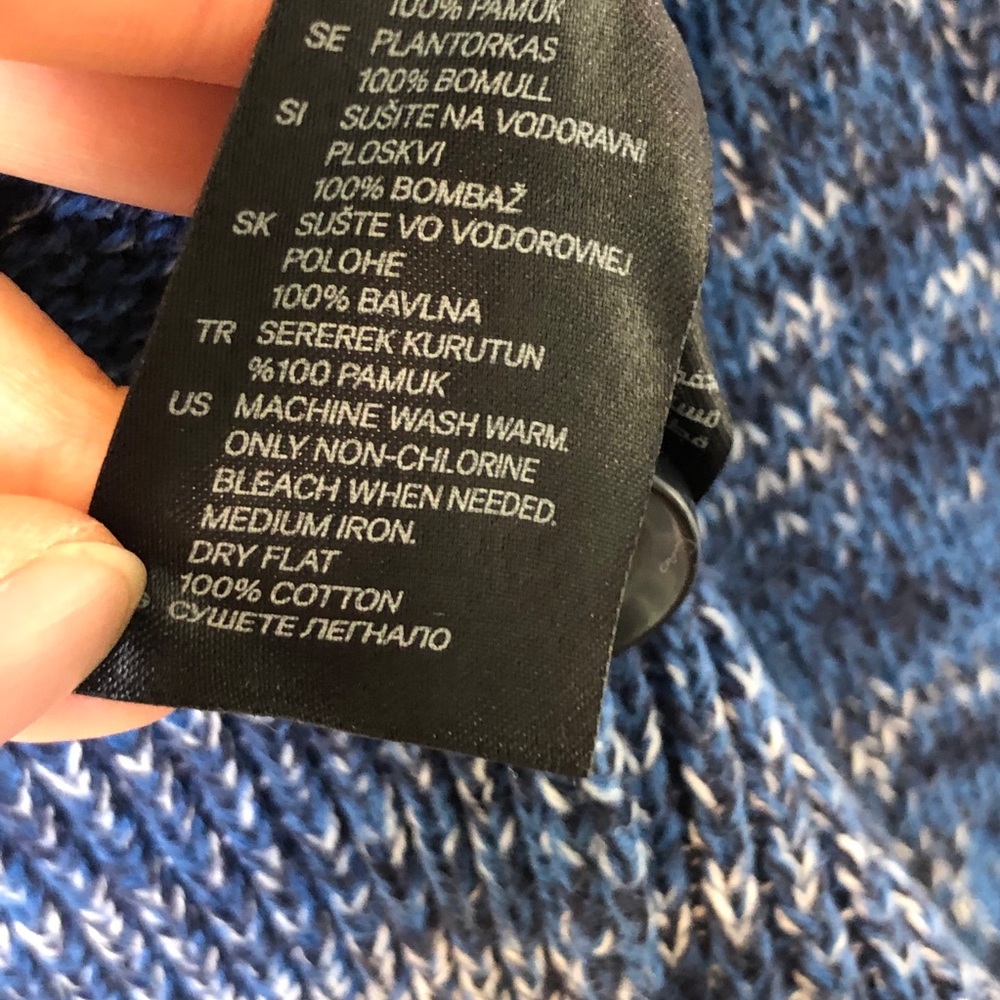 100% PAMUK
SE PLANTORKAS
100% BOMULL
SI SUŠITE NA VODORAVNI
PLOSKVI
100% BOMBAŽ
SK SUŠTE VO VODOROVNEJ
POLOHE
100% BAVLNA
TR SEREREK KURUTUN
%100 PAMUK
US MACHINE WASH WARM.
ONLY NON-CHLORINE
BLEACH WHEN NEEDED.
MEDIUM IRON.
DRY FLAT
100% COTTON
СУШЕТЕ ЛЕГНАЛО